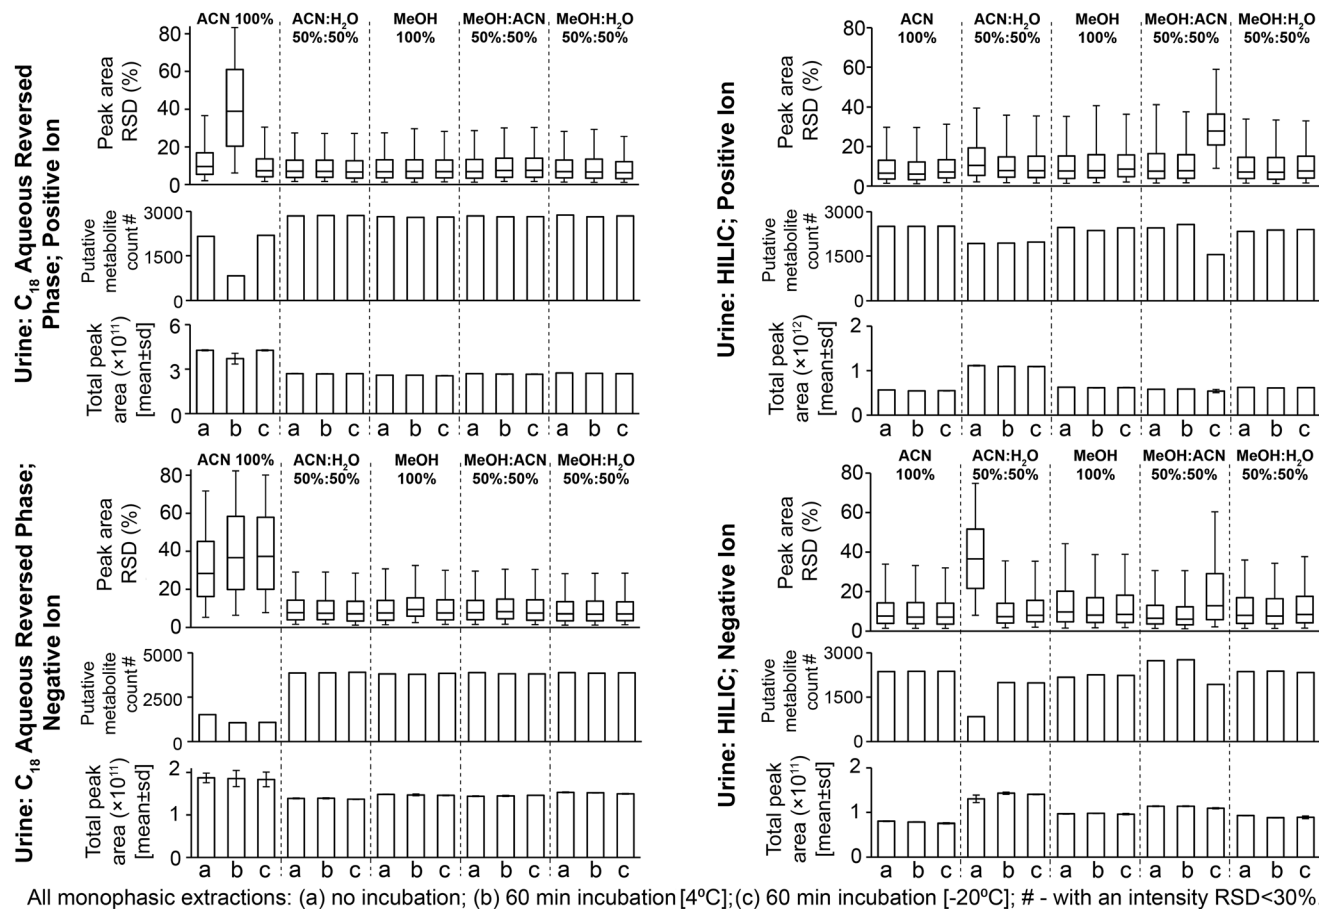 Urine: C18 Aqueous Reversed
Phase; Positive Ion
ACN 100%
ACN:H2O
50%:50%
MeOH
100%
MeOH:ACN
50%:50%
MeOH:H2O
50%:50%
Peak area
RSD (%)
80
60
40
20
0
Putative
metabolite
count#
3000
1500
0
Total peak
area (×10¹¹)
[mean±sd]
6
3
0
a b c a b c a b c a b c a b c
Urine: HILIC; Positive Ion
ACN
100%
ACN:H2O
50%:50%
MeOH
100%
MeOH:ACN
50%:50%
MeOH:H2O
50%:50%
Peak area
RSD (%)
80
60
40
20
0
Putative
metabolite
count#
3000
1500
0
Total peak
area (×10¹²)
[mean±sd]
2
1
0
a b c a b c a b c a b c a b c
Urine: C18 Aqueous Reversed Phase;
Negative Ion
ACN 100%
ACN:H2O
50%:50%
MeOH
100%
MeOH:ACN
50%:50%
MeOH:H2O
50%:50%
Peak area
RSD (%)
80
60
40
20
0
Putative
metabolite
count#
5000
2500
0
Total peak
area (×10¹¹)
[mean±sd]
2
1
0
a b c a b c a b c a b c a b c
Urine: HILIC; Negative Ion
ACN
100%
ACN:H2O
50%:50%
MeOH
100%
MeOH:ACN
50%:50%
MeOH:H2O
50%:50%
Peak area
RSD (%)
80
60
40
20
0
Putative
metabolite
count#
3000
1500
0
Total peak
area (×10¹¹)
[mean±sd]
2
1
0
a b c a b c a b c a b c a b c
All monophasic extractions: (a) no incubation; (b) 60 min incubation [4ºC];(c) 60 min incubation [-20ºC]; # - with an intensity RSD<30%.